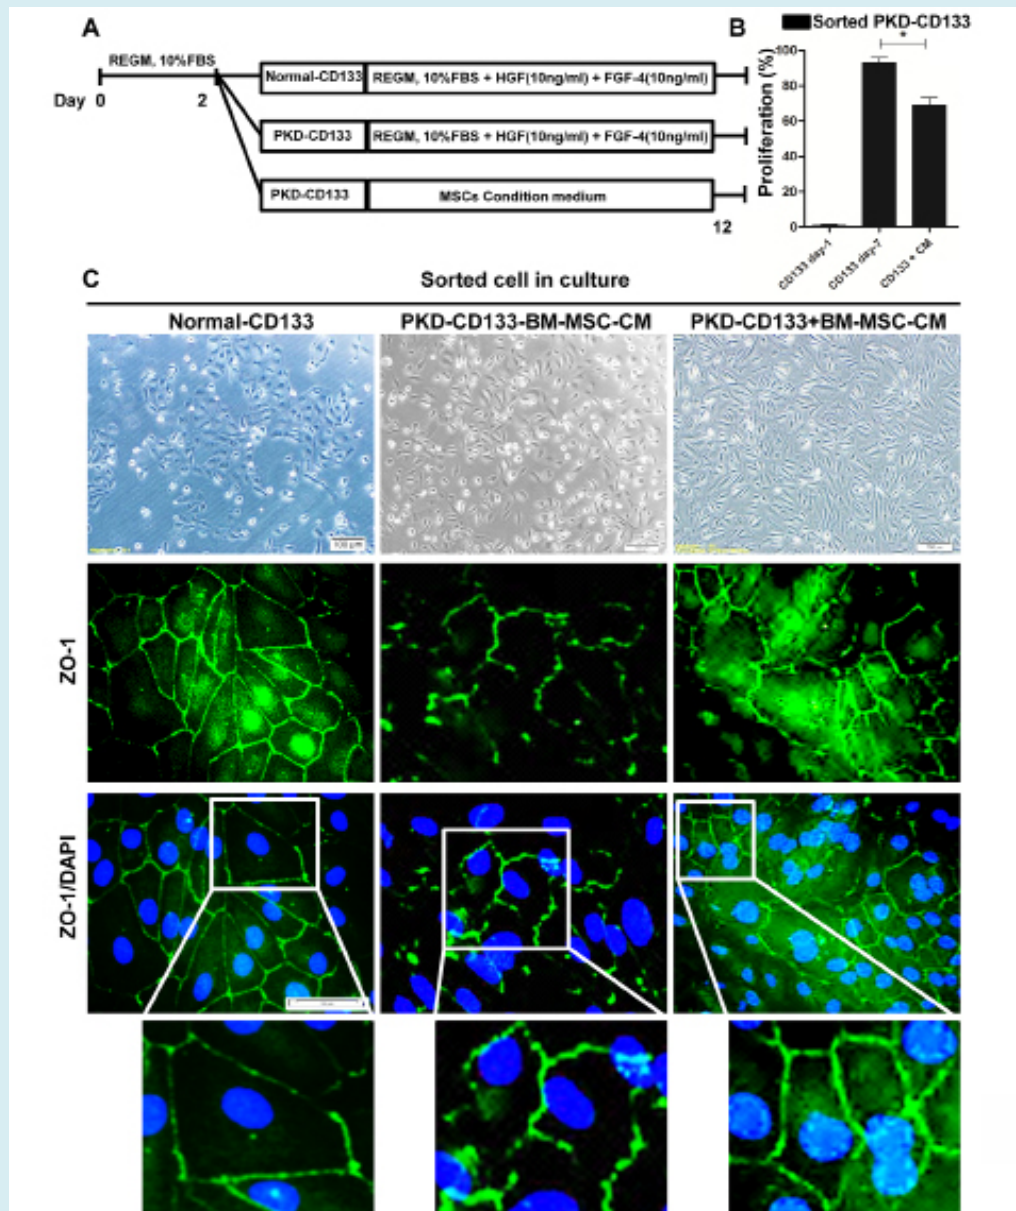 A
REGM, 10%FBS
Day 0
2
Normal-CD133
REGM, 10%FBS + HGF(10ng/ml) + FGF-4(10ng/ml)
PKD-CD133
REGM, 10%FBS + HGF(10ng/ml) + FGF-4(10ng/ml)
PKD-CD133
MSCs Condition medium
12
B
Sorted PKD-CD133
*
Proliferation (%)
100
80
60
40
20
0
CD133 day-1
CD133 day-7
CD133 + CM
C
Sorted cell in culture
Normal-CD133
PKD-CD133-BM-MSC-CM
PKD-CD133+BM-MSC-CM
100 µm
ZO-1
ZO-1/DAPI